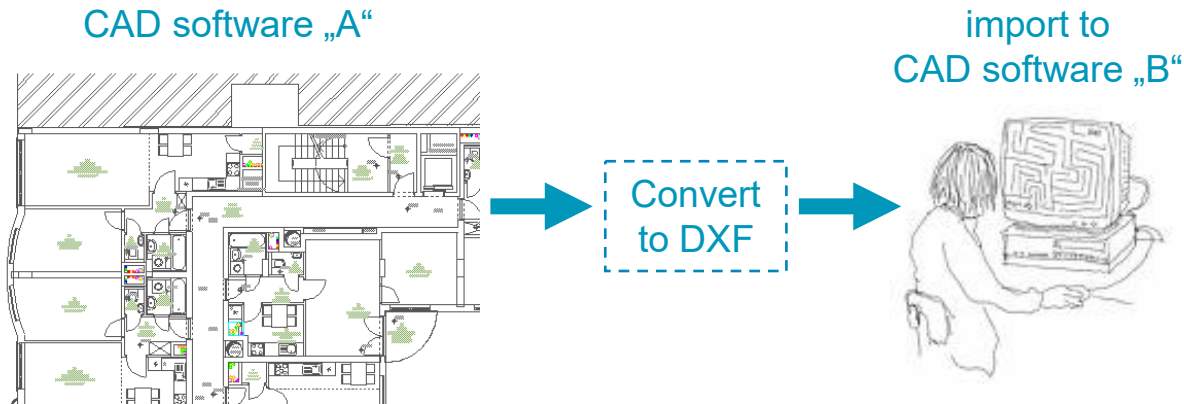 CAD software „A“
import to
CAD software „B“
Convert
to DXF